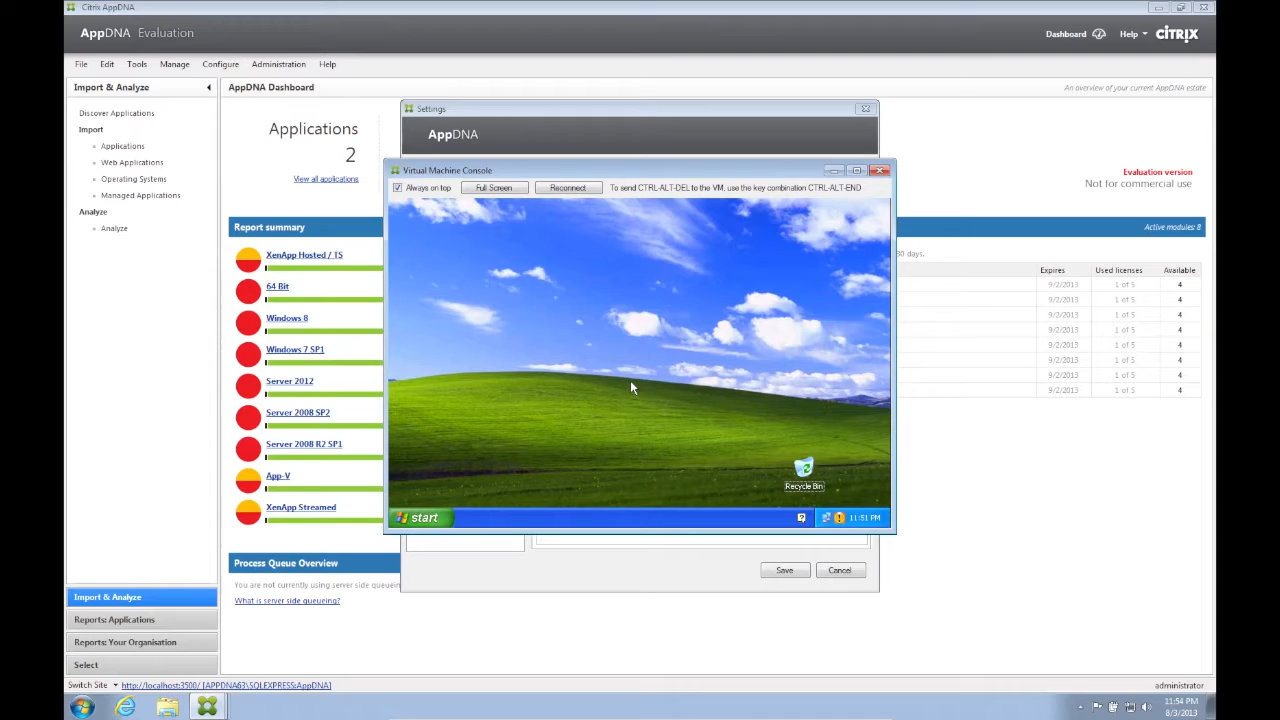 Citrix AppDNA
AppDNA Evaluation
Dashboard
Help
CITRIX
File Edit Tools Manage Configure Administration Help
Import & Analyze
Discover Applications
Import
Applications
Web Applications
Operating Systems
Managed Applications
Analyze
Analyze
AppDNA Dashboard
An overview of your current AppDNA estate
Applications
2
View all applications
Evaluation version
Not for commercial use
Report summary
Active modules: 8
XenApp Hosted / TS
64 Bit
Windows 8
Windows 7 SP1
Server 2012
Server 2008 SP2
Server 2008 R2 SP1
App-V
XenApp Streamed
30 days.
Expires Used licenses Available
9/2/2013 1 of 5 4
9/2/2013 1 of 5 4
9/2/2013 1 of 5 4
9/2/2013 1 of 5 4
9/2/2013 1 of 5 4
9/2/2013 1 of 5 4
9/2/2013 1 of 5 4
9/2/2013 1 of 5 4
Settings
AppDNA
Virtual Machine Console
Always on top
Full Screen
Reconnect
To send CTRL-ALT-DEL to the VM, use the key combination CTRL-ALT-END
Recycle Bin
start
11:51 PM
Save
Cancel
Process Queue Overview
You are not currently using server side queueing
What is server side queueing?
Import & Analyze
Reports: Applications
Reports: Your Organisation
Select
Switch Site
http://localhost:3500/ [APPDNA63\SQLEXPRESS:AppDNA]
administrator
11:54 PM
8/3/2013